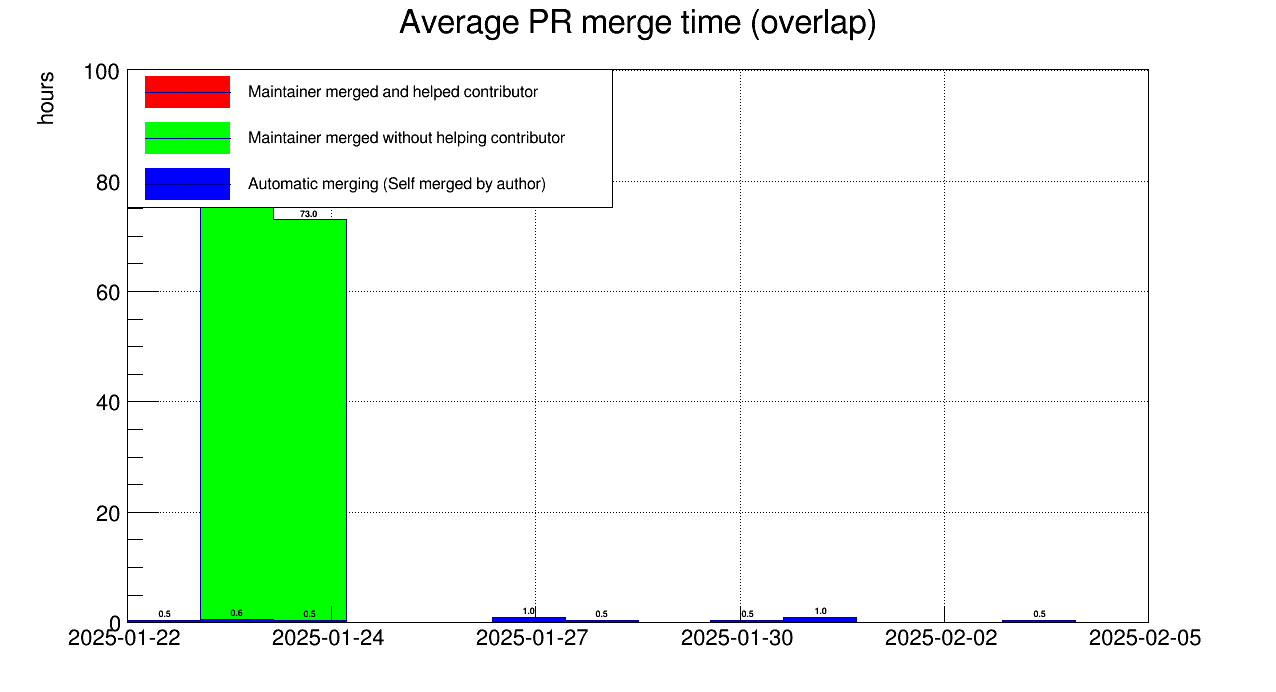 Average PR merge time (overlap)
hours
100
Maintainer merged and helped contributor
Maintainer merged without helping contributor
80
Automatic merging (Self merged by author)
73.0
60
40
20
0
0.5 0.6 0.5 1.0 0.5 0.5 1.0 0.5
2025-01-22 2025-01-24 2025-01-27 2025-01-30 2025-02-02 2025-02-05